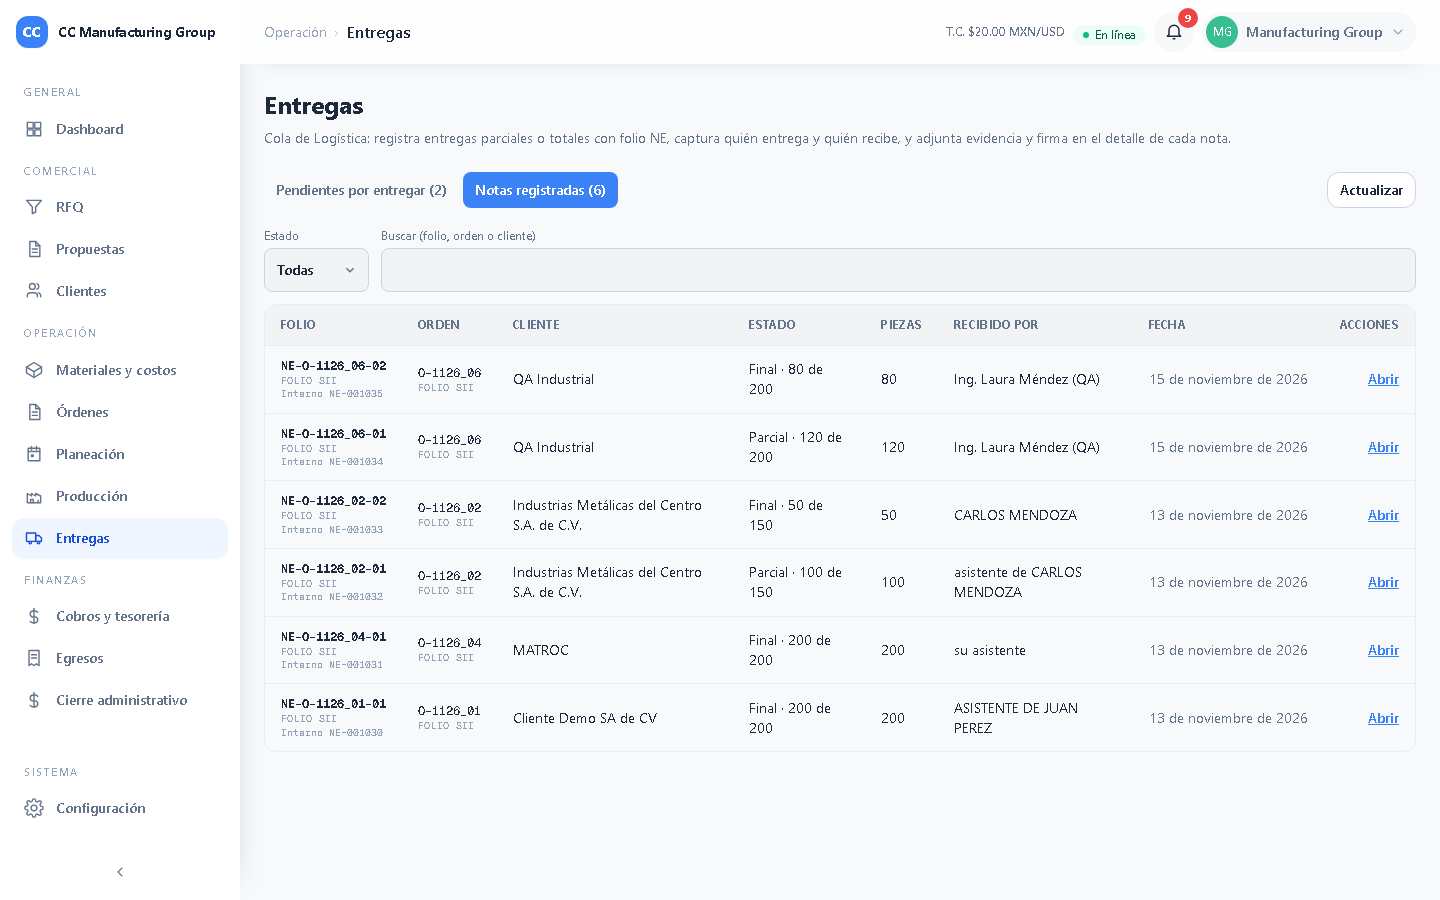 CC
CC Manufacturing Group
GENERAL
Dashboard
COMERCIAL
RFQ
Propuestas
Clientes
OPERACIÓN
Materiales y costos
Órdenes
Planeación
Producción
Entregas
FINANZAS
Cobros y tesorería
Egresos
Cierre administrativo
SISTEMA
Configuración
Operación › Entregas
T.C. $20.00 MXN/USD
En línea
9
MG
Manufacturing Group
Entregas
Cola de Logística: registra entregas parciales o totales con folio NE, captura quién entrega y quién recibe, y adjunta evidencia y firma en el detalle de cada nota.
Pendientes por entregar (2)
Notas registradas (6)
Actualizar
Estado
Buscar (folio, orden o cliente)
Todas
FOLIO ORDEN CLIENTE ESTADO PIEZAS RECIBIDO POR FECHA ACCIONES
NE-O-1126_06-02
FOLIO SII
Interno NE-001035
O-1126_06
FOLIO SII
QA Industrial
Final · 80 de
200
80
Ing. Laura Méndez (QA)
15 de noviembre de 2026
Abrir
NE-O-1126_06-01
FOLIO SII
Interno NE-001034
O-1126_06
FOLIO SII
QA Industrial
Parcial · 120 de
200
120
Ing. Laura Méndez (QA)
15 de noviembre de 2026
Abrir
NE-O-1126_02-02
FOLIO SII
Interno NE-001033
O-1126_02
FOLIO SII
Industrias Metálicas del Centro
S.A. de C.V.
Final · 50 de
150
50
CARLOS MENDOZA
13 de noviembre de 2026
Abrir
NE-O-1126_02-01
FOLIO SII
Interno NE-001032
O-1126_02
FOLIO SII
Industrias Metálicas del Centro
S.A. de C.V.
Parcial · 100 de
150
100
asistente de CARLOS
MENDOZA
13 de noviembre de 2026
Abrir
NE-O-1126_04-01
FOLIO SII
Interno NE-001031
O-1126_04
FOLIO SII
MATROC
Final · 200 de
200
200
su asistente
13 de noviembre de 2026
Abrir
NE-O-1126_01-01
FOLIO SII
Interno NE-001030
O-1126_01
FOLIO SII
Cliente Demo SA de CV
Final · 200 de
200
200
ASISTENTE DE JUAN
PEREZ
13 de noviembre de 2026
Abrir